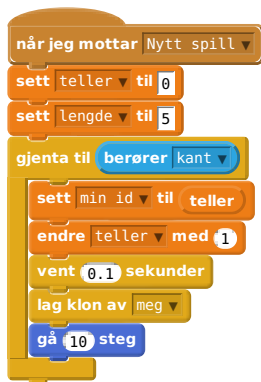 når jeg mottar Nytt spill
sett teller til 0
sett lengde til 5
gjenta til berører kant
sett min id til teller
endre teller med 1
vent 0.1 sekunder
lag klon av meg
gå 10 steg